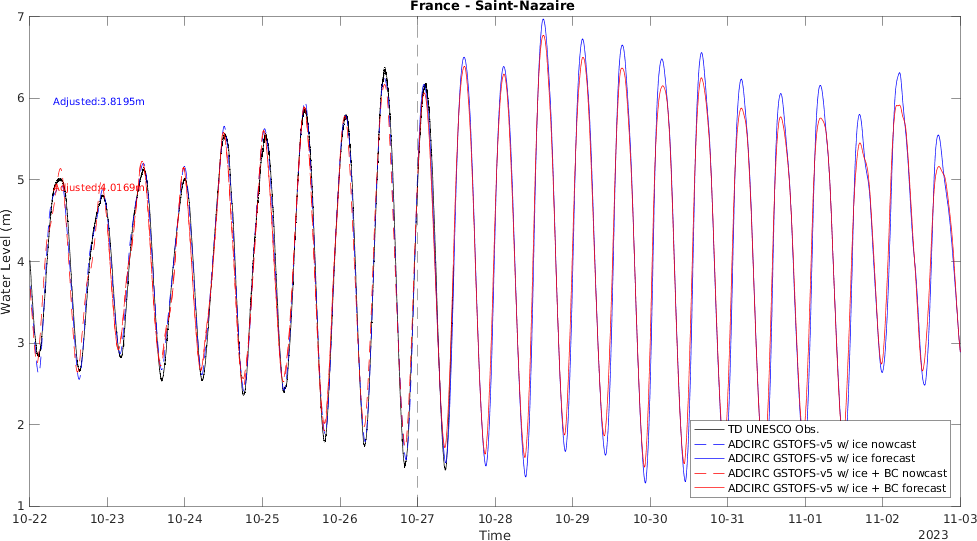 France - Saint-Nazaire
7
6
5
4
3
2
1
Water Level (m)
Adjusted:3.8195m
Adjusted:4.0169m
TD UNESCO Obs.
ADCIRC GSTOFS-v5 w/ ice nowcast
ADCIRC GSTOFS-v5 w/ ice forecast
ADCIRC GSTOFS-v5 w/ ice + BC nowcast
ADCIRC GSTOFS-v5 w/ ice + BC forecast
10-22 10-23 10-24 10-25 10-26 10-27 10-28 10-29 10-30 10-31 11-01 11-02 11-03
Time
2023